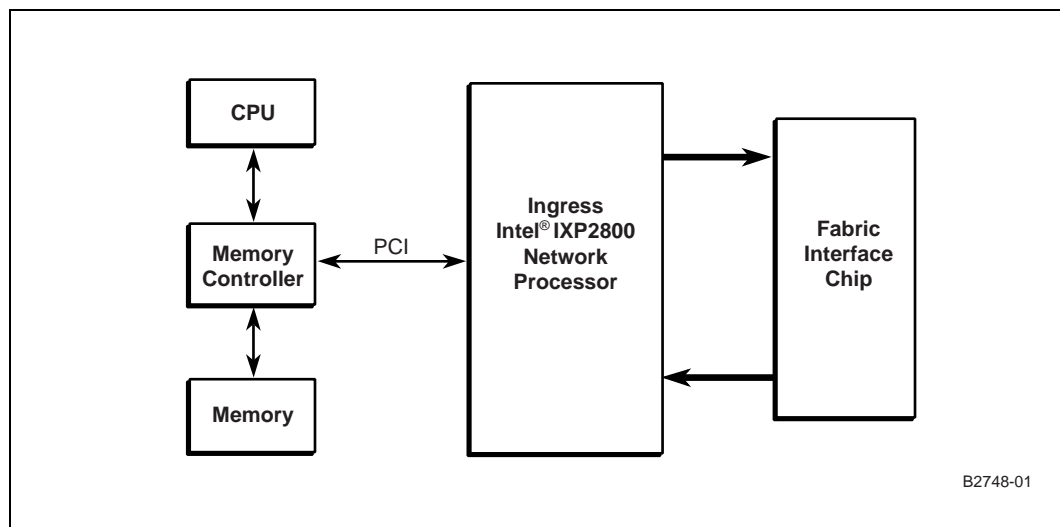 CPU
Memory
Controller
Memory
PCI
Ingress
Intel® IXP2800
Network
Processor
Fabric
Interface
Chip
B2748-01